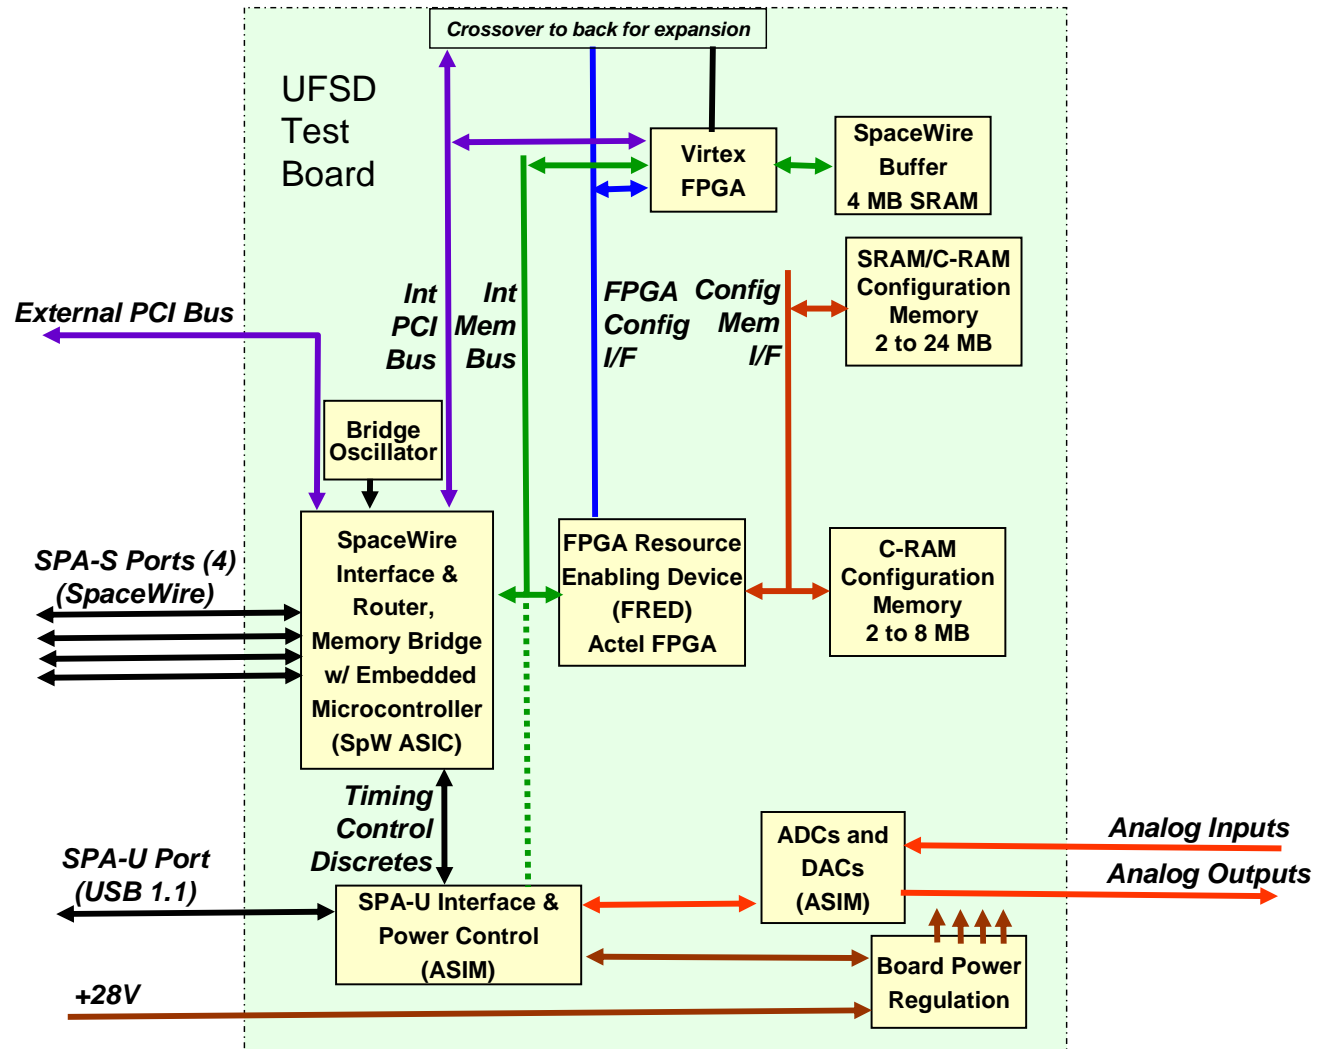 Crossover to back for expansion
UFSD
Test
Board
Virtex
FPGA
SpaceWire
Buffer
4 MB SRAM
SRAM/C-RAM
Configuration
Memory
2 to 24 MB
External PCI Bus
Int
PCI
Bus
Int
Mem
Bus
FPGA
Config
I/F
Config
Mem
I/F
Bridge
Oscillator
SpaceWire
Interface &
Router,
Memory Bridge
w/ Embedded
Microcontroller
(SpW ASIC)
FPGA Resource
Enabling Device
(FRED)
Actel FPGA
C-RAM
Configuration
Memory
2 to 8 MB
SPA-S Ports (4)
(SpaceWire)
Timing
Control
Discretes
ADCs and
DACs
(ASIM)
Analog Inputs
Analog Outputs
SPA-U Port
(USB 1.1)
SPA-U Interface &
Power Control
(ASIM)
Board Power
Regulation
+28V